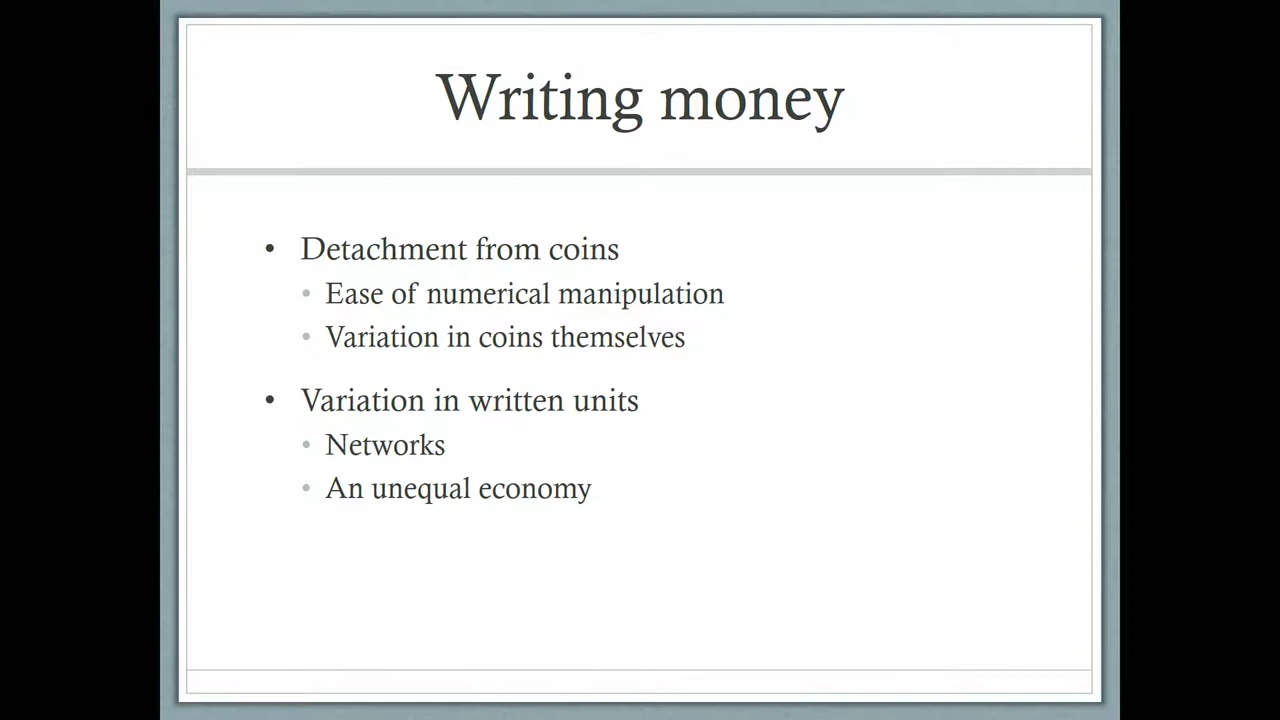 Writing money
• Detachment from coins
• Ease of numerical manipulation
• Variation in coins themselves
• Variation in written units
• Networks
• An unequal economy